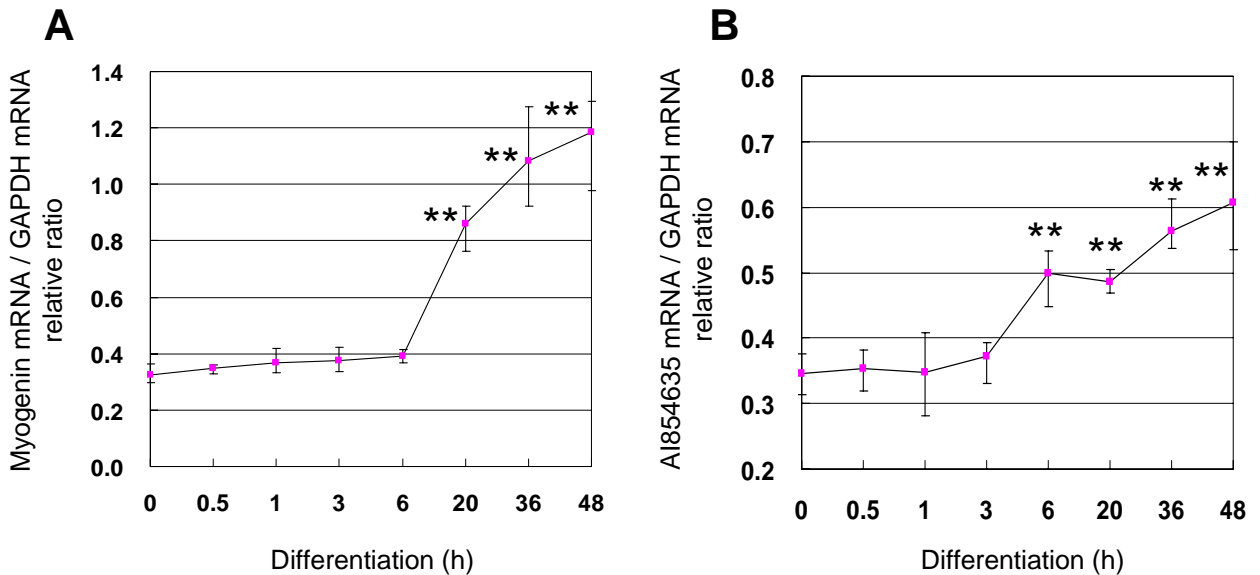 A
Myogenin mRNA / GAPDH mRNA
relative ratio
1.4
1.2
1.0
0.8
0.6
0.4
0.2
0.0
**
**
**
0 0.5 1 3 6 20 36 48
Differentiation (h)
B
AI854635 mRNA / GAPDH mRNA
relative ratio
0.8
0.7
0.6
0.5
0.4
0.3
0.2
**
**
**
**
0 0.5 1 3 6 20 36 48
Differentiation (h)